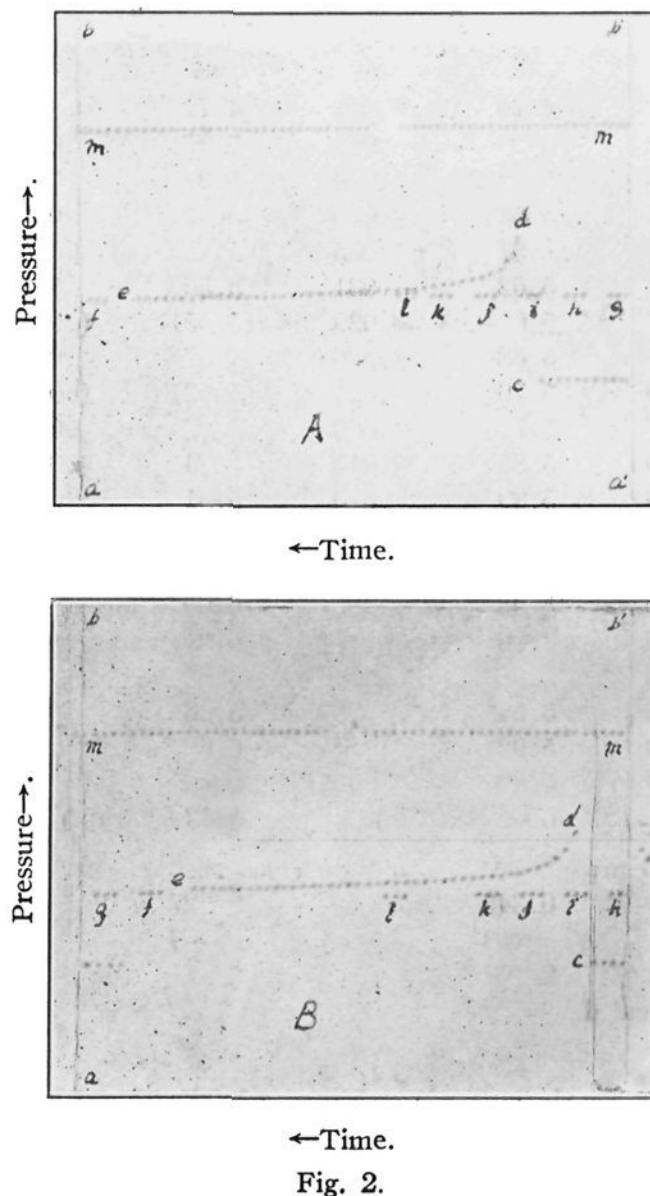 b b'
m m
d
e
f l k j i h g
c
A
a a'
Pressure→.
←Time.
b b'
m m
d
e
g f l k j i h
c
B
a
Pressure→.
←Time.
Fig. 2.